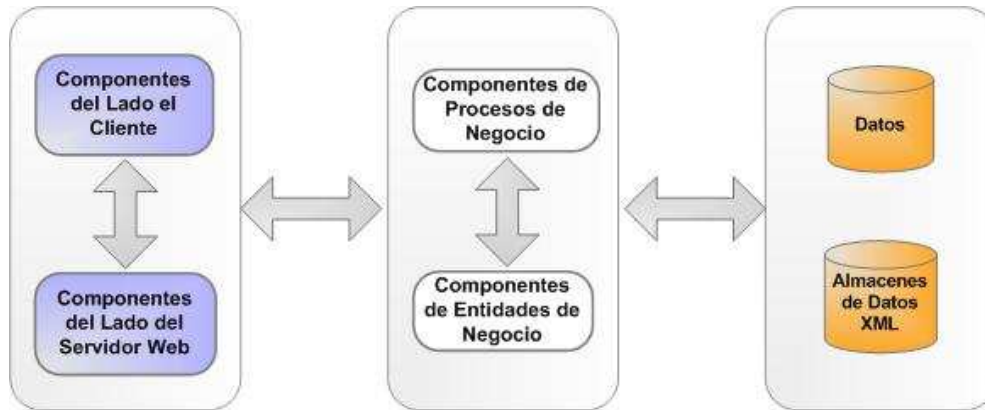 Componentes
del Lado el
Cliente
Componentes
del Lado del
Servidor Web
Componentes de
Procesos de
Negocio
Componentes
de Entidades de
Negocio
Datos
Almacenes
de Datos
XML